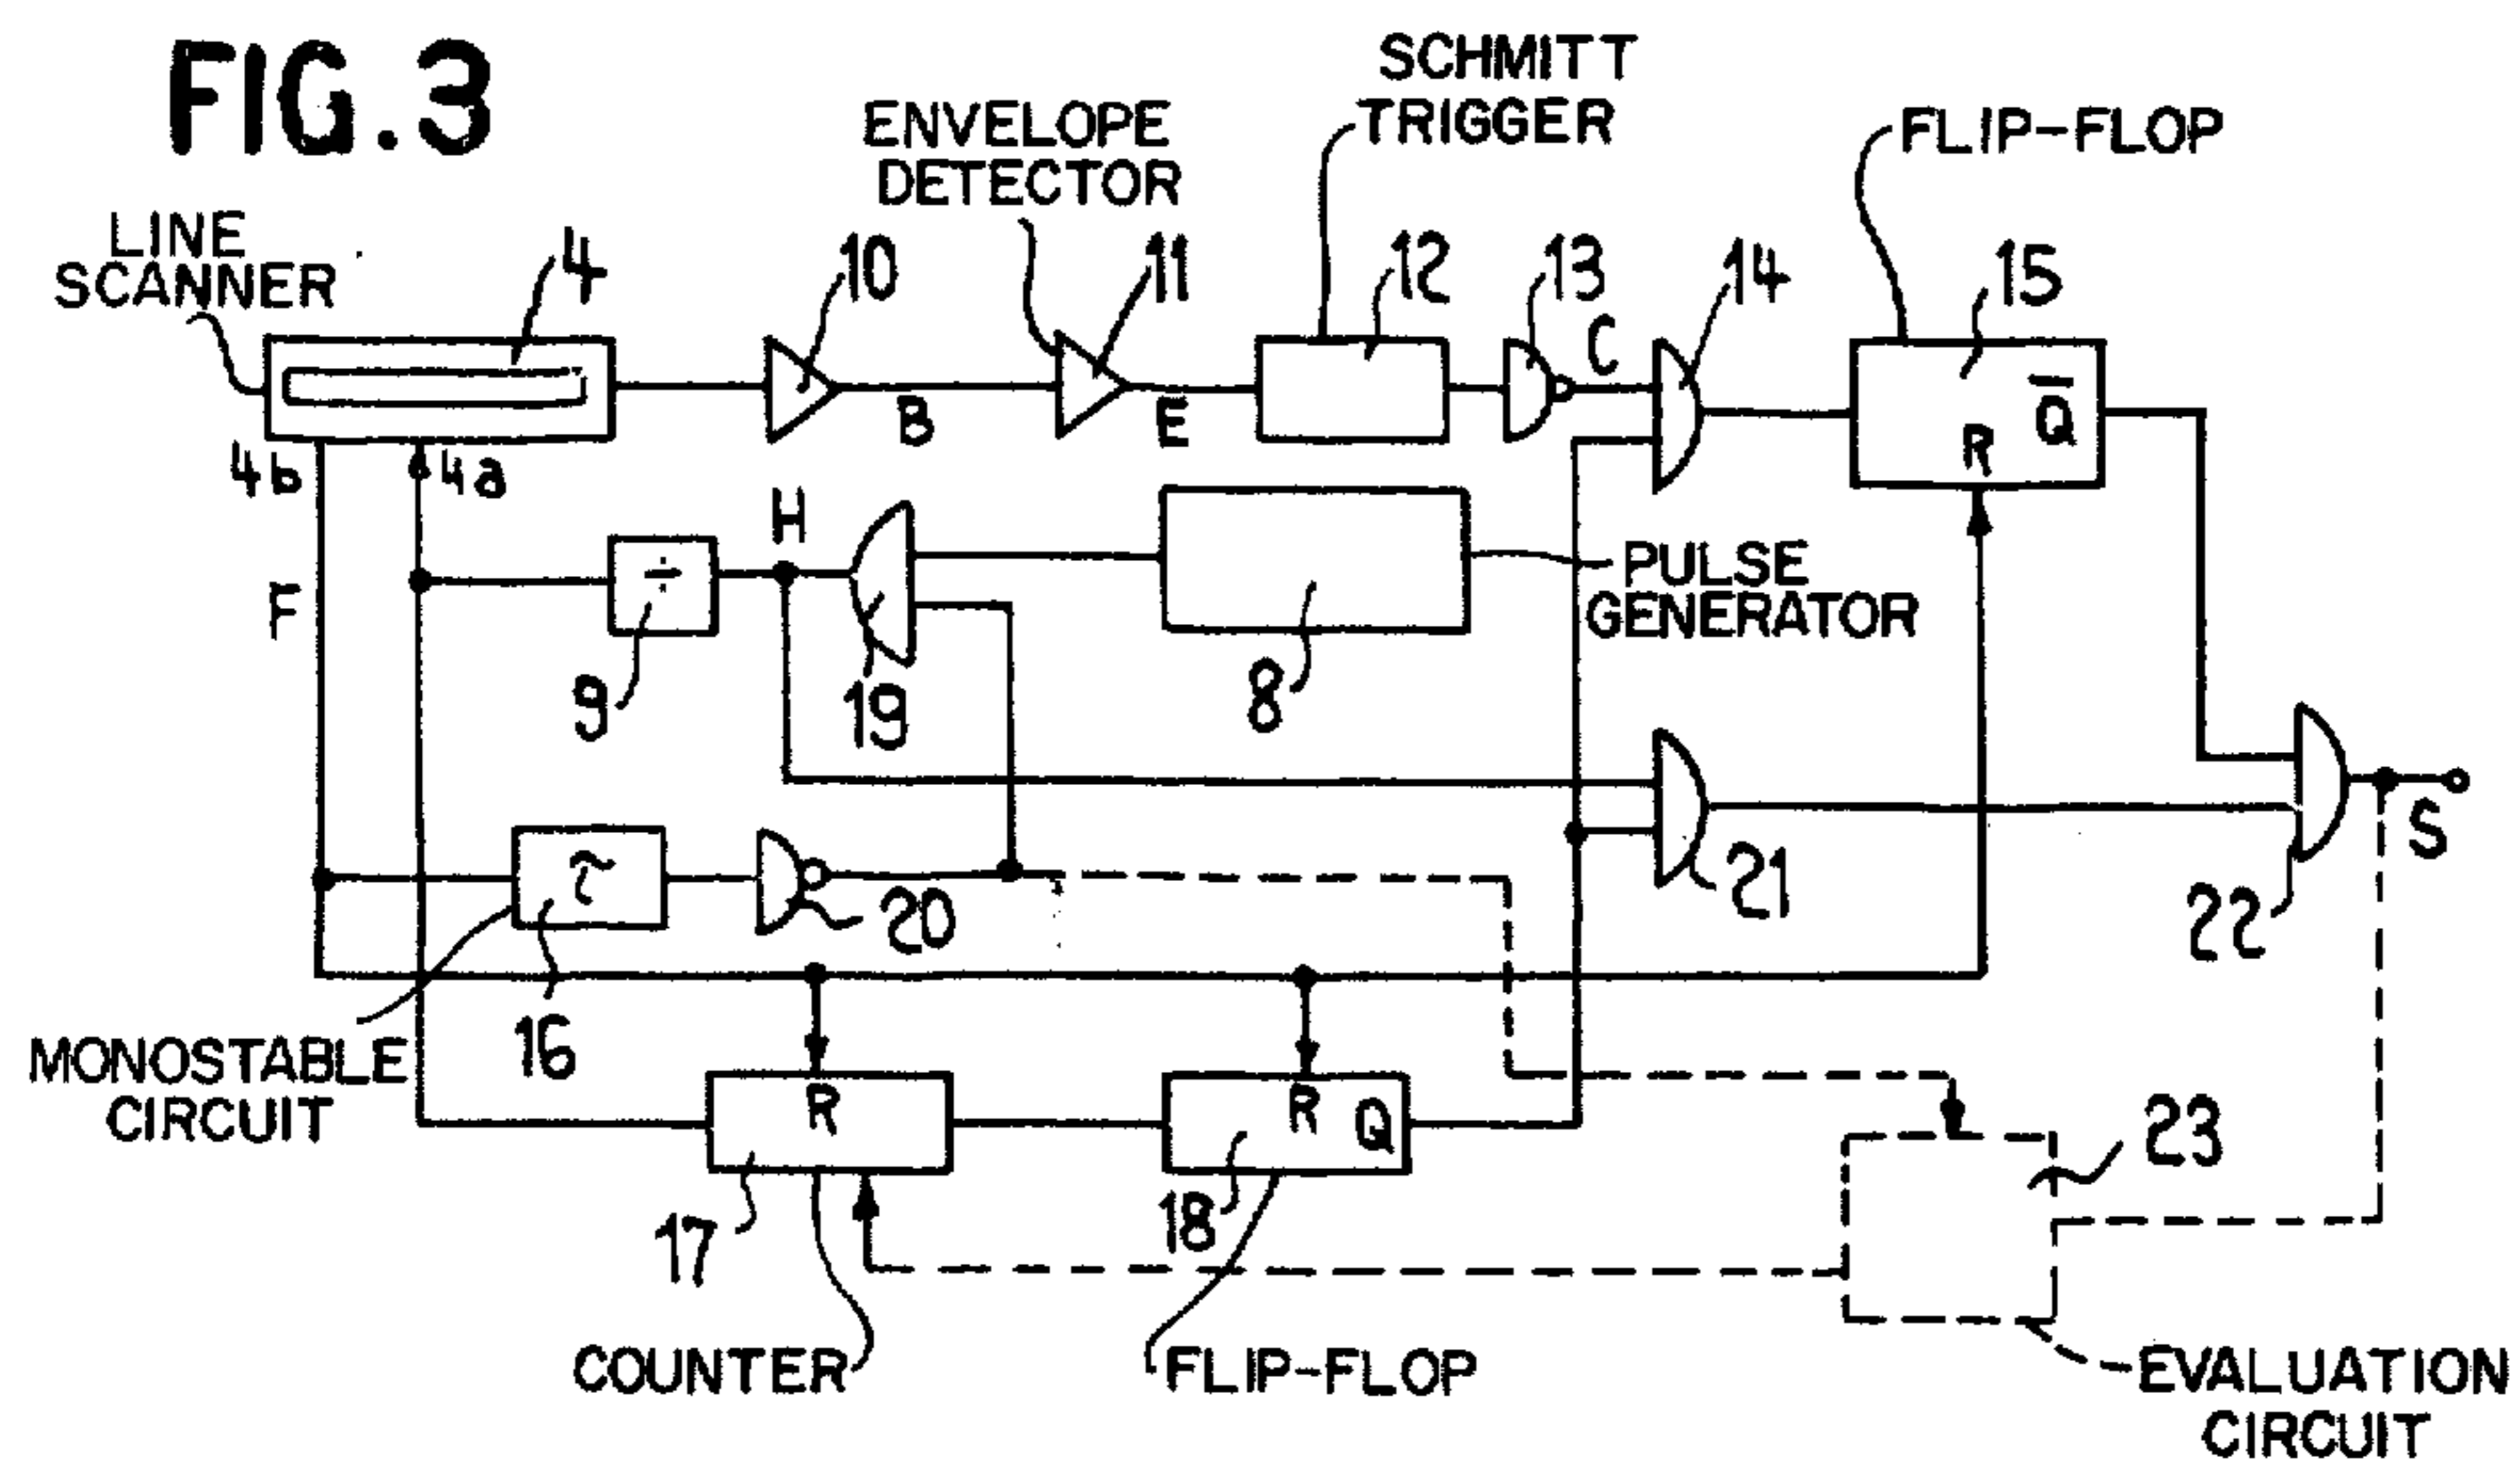 FIG. 3
SCHMITT
TRIGGER
ENVELOPE
DETECTOR
FLIP-FLOP
LINE
SCANNER
4
10
11
12
13
C
14
15
B
E
R
Q̅
4b
4a
H
F
÷
PULSE
GENERATOR
9
19
8
S
τ
20
21
22
MONOSTABLE
CIRCUIT
16
R
R
Q
23
17
18
COUNTER
FLIP-FLOP
EVALUATION
CIRCUIT